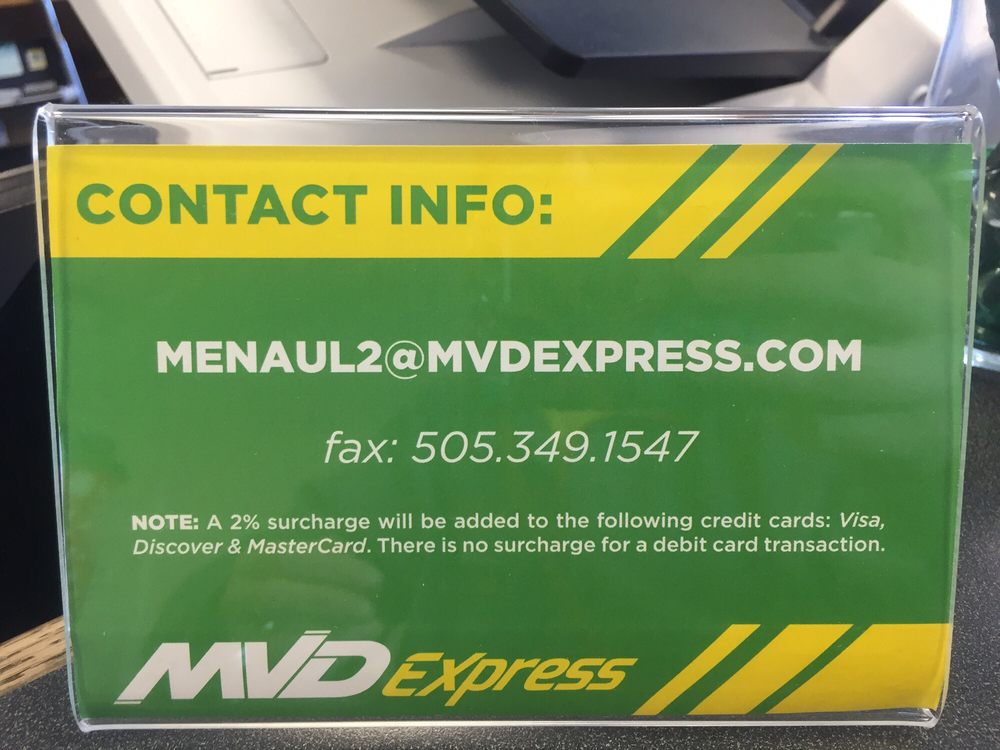 CONTACT INFO:
MENAUL2@MVDEXPRESS.COM
fax: 505.349.1547
NOTE: A 2% surcharge will be added to the following credit cards: Visa,
Discover & MasterCard. There is no surcharge for a debit card transaction.
MVD Express